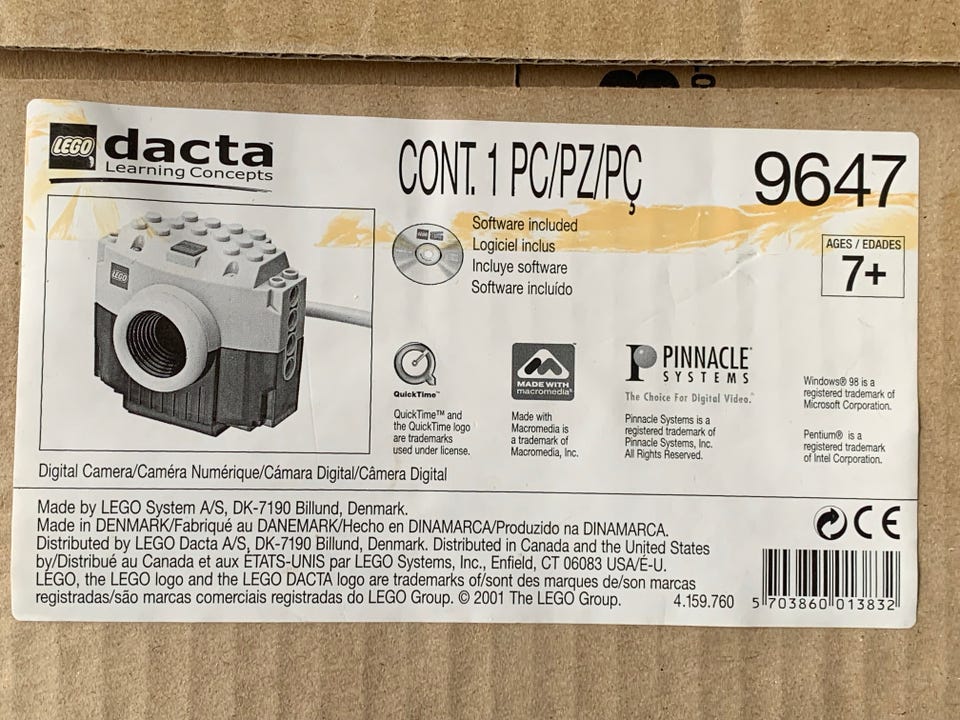 LEGO dacta
Learning Concepts
CONT. 1 PC/PZ/PÇ
9647
Software included
Logiciel inclus
Incluye software
Software incluído
AGES / EDADES
7+
LEGO
QuickTime™
QuickTime™ and
the QuickTime logo
are trademarks
used under license.
MADE WITH
macromedia®
Made with
Macromedia is
a trademark of
Macromedia, Inc.
PINNACLE®
SYSTEMS
The Choice For Digital Video.™
Pinnacle Systems is a
registered trademark of
Pinnacle Systems, Inc.
All Rights Reserved.
Windows® 98 is a
registered trademark of
Microsoft Corporation.
Pentium® is a
registered trademark
of Intel Corporation.
Digital Camera/Caméra Numérique/Cámara Digital/Câmera Digital
Made by LEGO System A/S, DK-7190 Billund, Denmark.
Made in DENMARK/Fabriqué au DANEMARK/Hecho en DINAMARCA/Produzido na DINAMARCA.
Distributed by LEGO Dacta A/S, DK-7190 Billund, Denmark. Distributed in Canada and the United States
by/Distribué au Canada et aux ÉTATS-UNIS par LEGO Systems, Inc., Enfield, CT 06083 USA/É-U.
LEGO, the LEGO logo and the LEGO DACTA logo are trademarks of/sont des marques de/son marcas
registradas/são marcas comerciais registradas do LEGO Group. © 2001 The LEGO Group.
4.159.760
CE
5 703860 013832